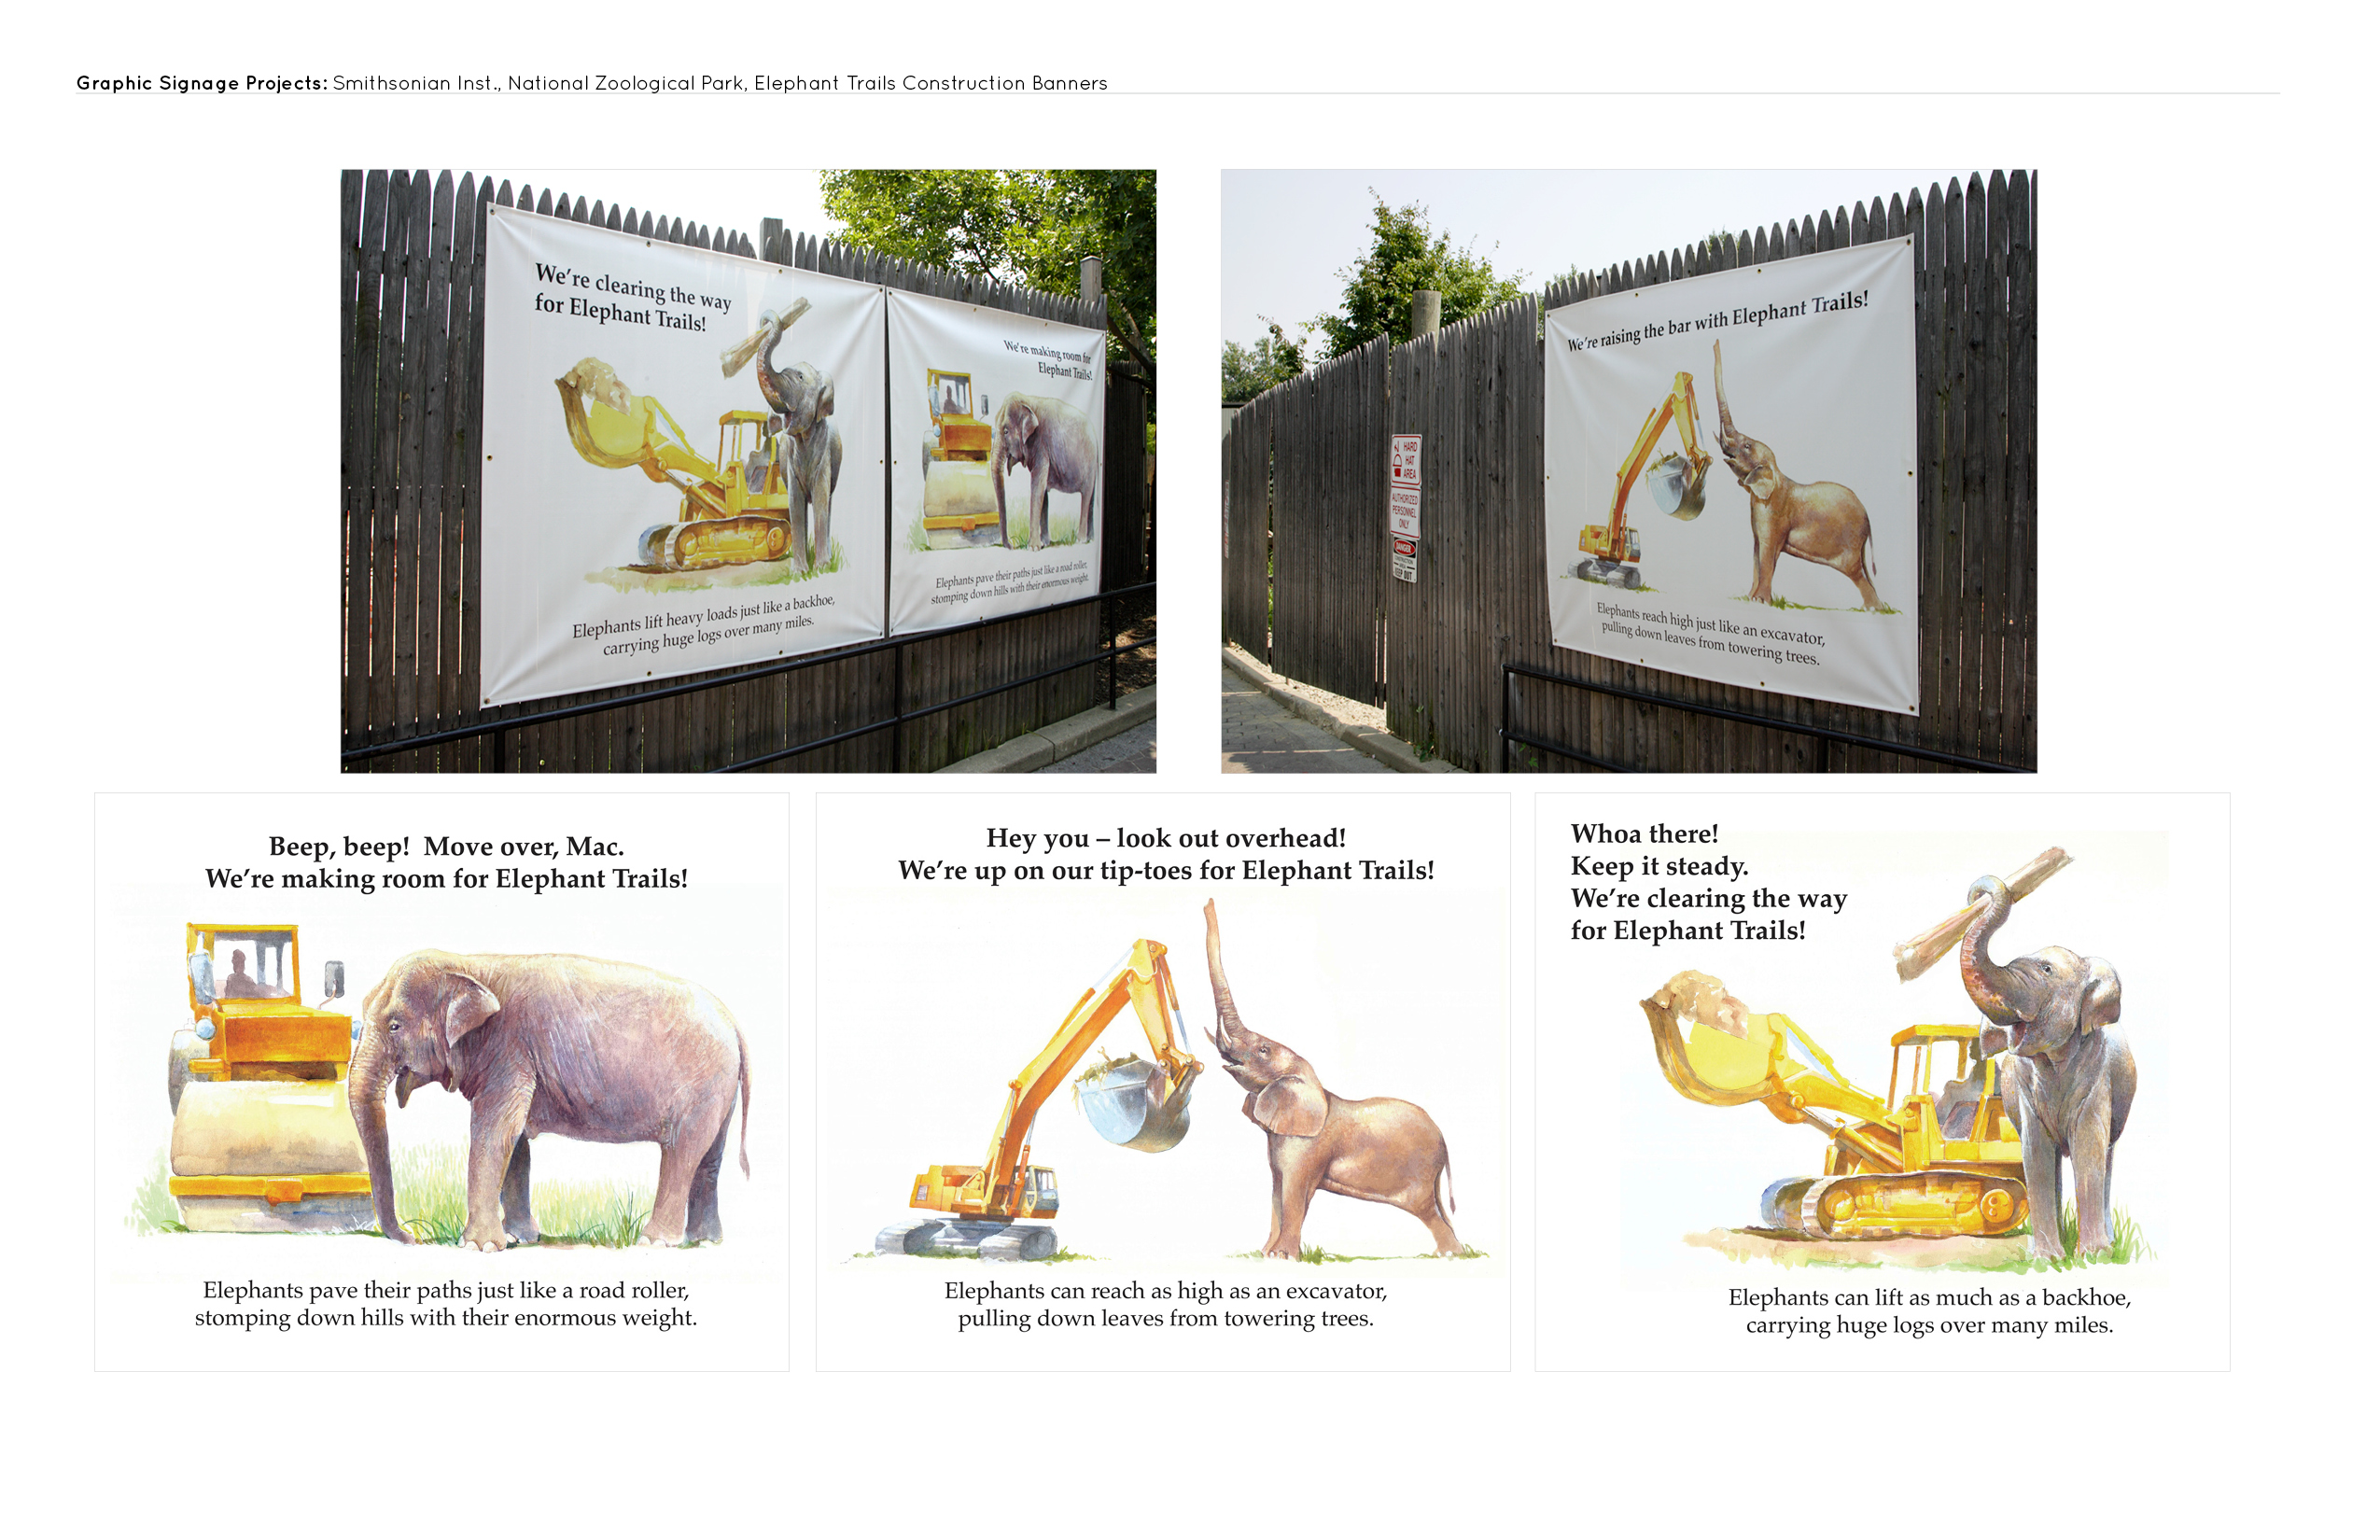 Graphic Signage Projects: Smithsonian Inst., National Zoological Park, Elephant Trails Construction Banners
We're clearing the way
for Elephant Trails!
Elephants lift heavy loads just like a backhoe,
carrying huge logs over many miles.
We're making room for
Elephant Trails!
Elephants pave their paths just like a road roller,
stomping down hills with their enormous weight.
HARD
HAT
AREA
AUTHORIZED
PERSONNEL
ONLY
DANGER
CONSTRUCTION
KEEP OUT
We're raising the bar with Elephant Trails!
Elephants reach high just like an excavator,
pulling down leaves from towering trees.
Beep, beep!  Move over, Mac.
We're making room for Elephant Trails!
Elephants pave their paths just like a road roller,
stomping down hills with their enormous weight.
Hey you – look out overhead!
We're up on our tip-toes for Elephant Trails!
Elephants can reach as high as an excavator,
pulling down leaves from towering trees.
Whoa there!
Keep it steady.
We're clearing the way
for Elephant Trails!
Elephants can lift as much as a backhoe,
carrying huge logs over many miles.